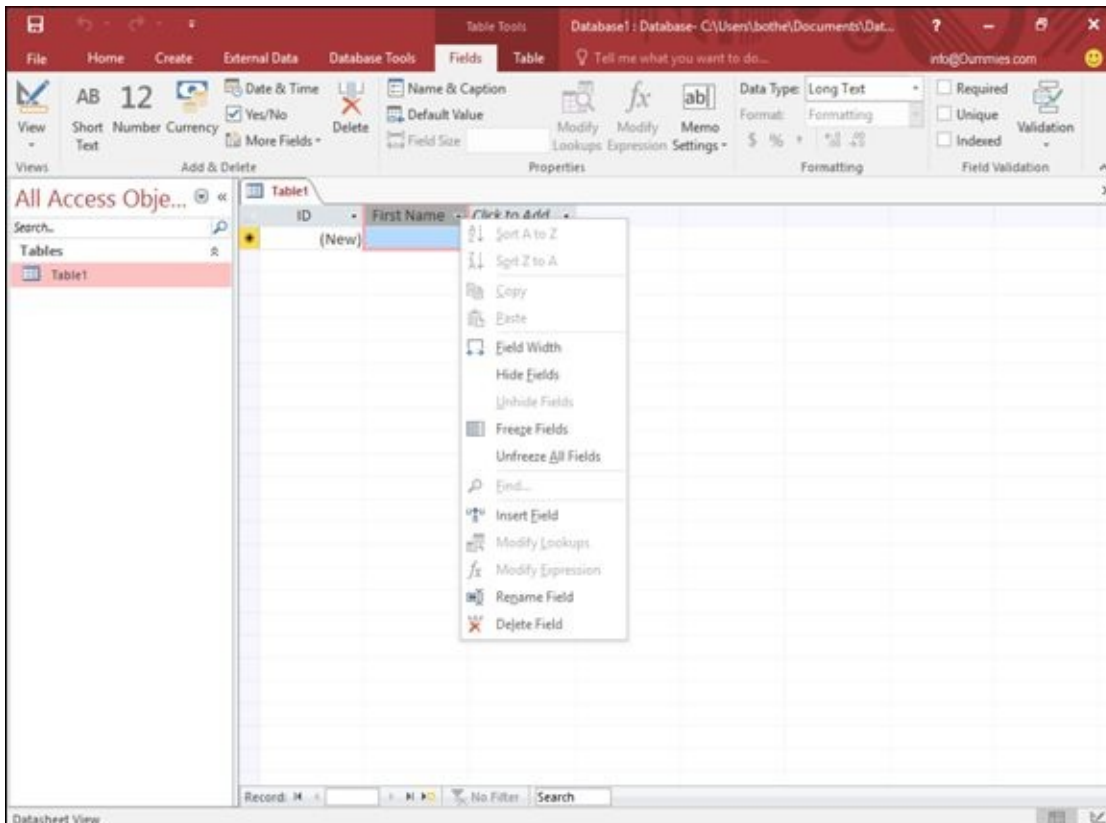 Table Tools Database1 : Database- C:\Users\bothe\Documents\Dat... ?
File Home Create External Data Database Tools Fields Table Tell me what you want to do... info@Dummies.com
View
AB 12
Short Text Number Currency
Date & Time
Yes/No
More Fields
Delete
Name & Caption
Default Value
Field Size
Modify Lookups
fx
Modify Expression
ab
Memo Settings
Data Type: Long Text
Format: Formatting
$ %
Required
Unique
Indexed
Validation
Views Add & Delete Properties Formatting Field Validation
All Access Obje... «
Search...
Tables
Table1
Table1
ID First Name Click to Add
(New)
Sort A to Z
Sort Z to A
Copy
Paste
Field Width
Hide Fields
Unhide Fields
Freeze Fields
Unfreeze All Fields
Find...
Insert Field
Modify Lookups
fx Modify Expression
Rename Field
Delete Field
Record: No Filter Search
Datasheet View